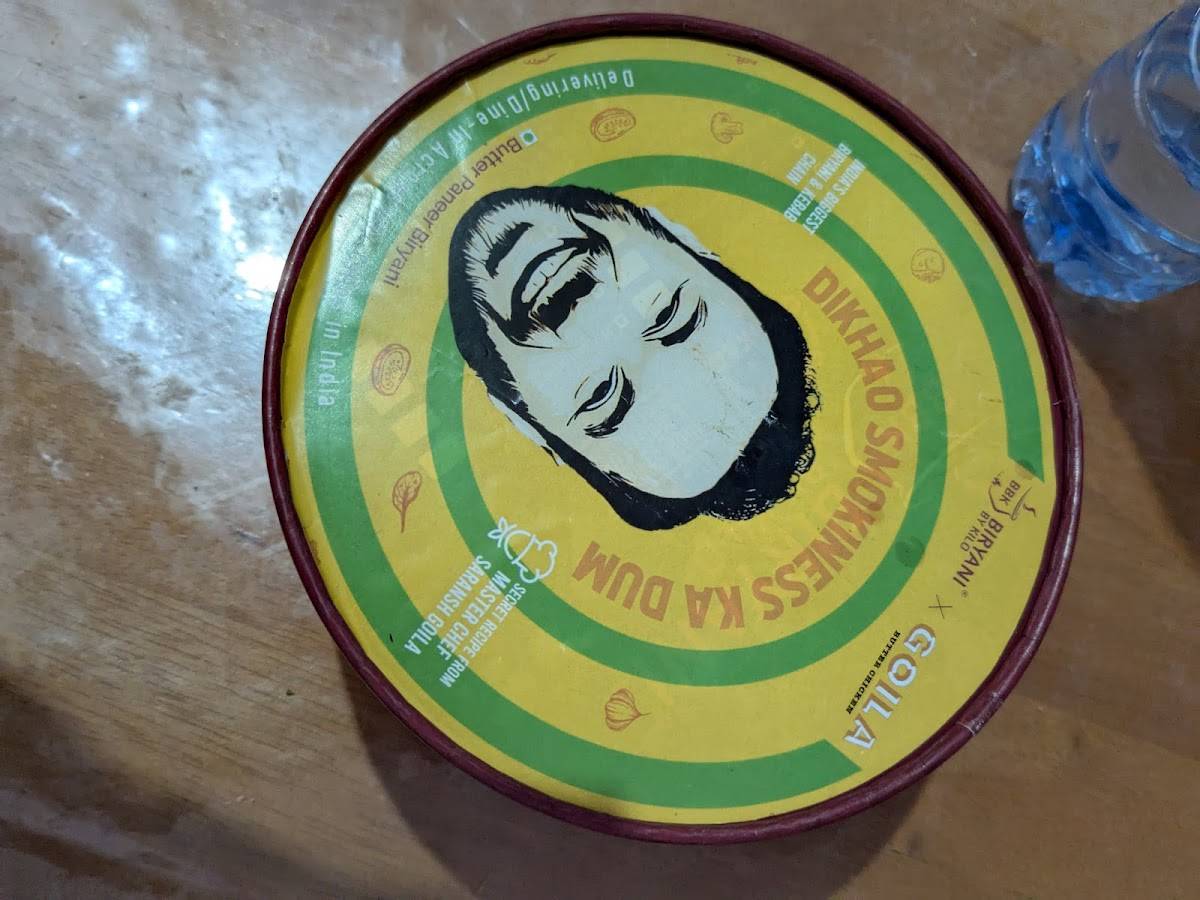 BBK
BIRYANI®
BY KILO
X
GOILA
BUTTER CHICKEN
DIKHAO SMOKINESS KA DUM
INDIA'S BIGGEST
BIRYANI & KEBAB
CHAIN
SECRET RECIPE FROM
MASTER CHEF
SARANSH GOILA
Butter Paneer Biryani
Delivering/Dine-In
in India